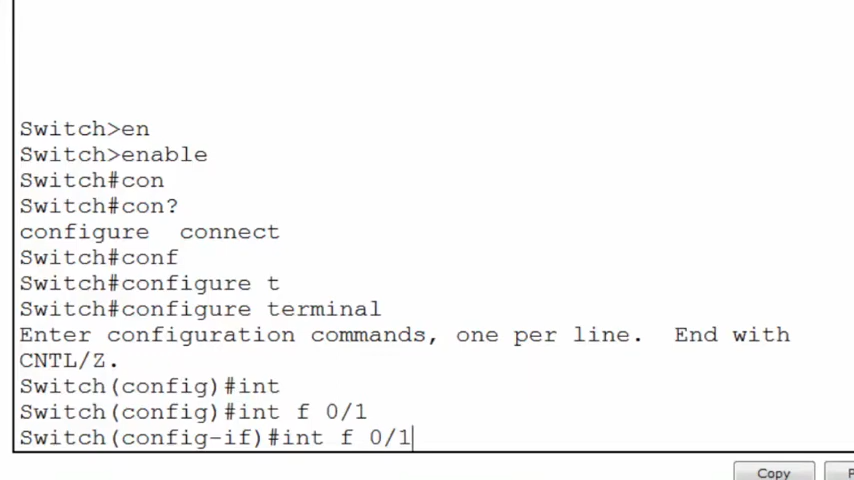 Switch>en
Switch>enable
Switch#con
Switch#con?
configure  connect
Switch#conf
Switch#configure t
Switch#configure terminal
Enter configuration commands, one per line.  End with
CNTL/Z.
Switch(config)#int
Switch(config)#int f 0/1
Switch(config-if)#int f 0/1
Copy